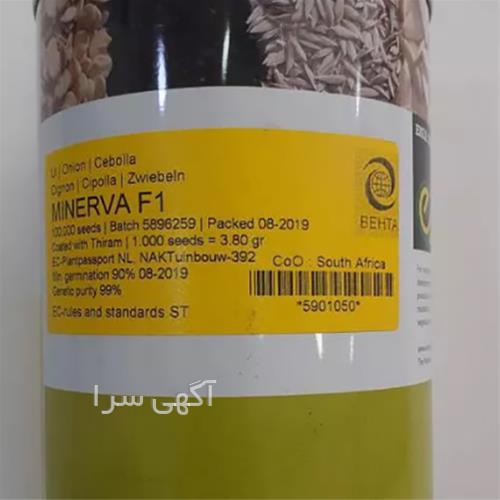 Ui | Onion | Cebolla
Oignon | Cipolla | Zwiebeln
MINERVA F1
100.000 seeds | Batch 5896259 | Packed 08-2019
Coated with Thiram | 1.000 seeds = 3.80 gr
EC-Plantpassport NL, NAKTuinbouw-392
Min. germination 90% 08-2019
Genetic purity 99%
EC-rules and standards ST
BEHTA
CoO : South Africa
*5901050*
آگهی سرا